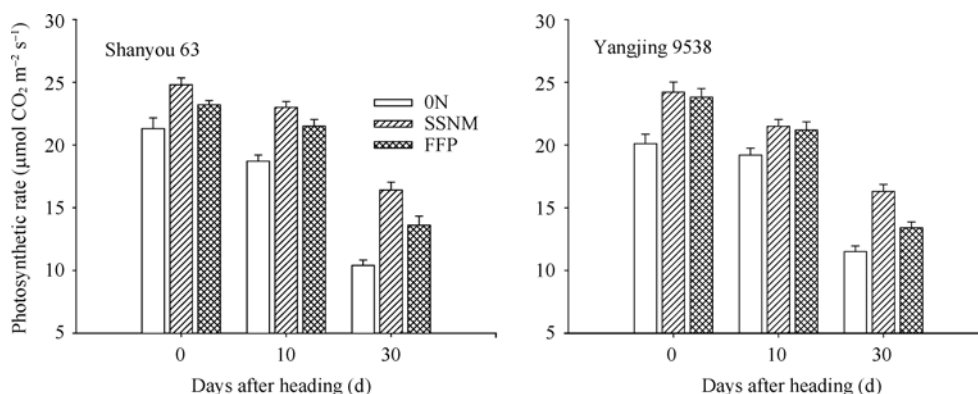 Shanyou 63
Yangjing 9538
0N
SSNM
FFP
Photosynthetic rate (μmol CO₂ m⁻² s⁻¹)
30
25
20
15
10
5
0
10
30
Days after heading (d)
30
25
20
15
10
5
0
10
30
Days after heading (d)